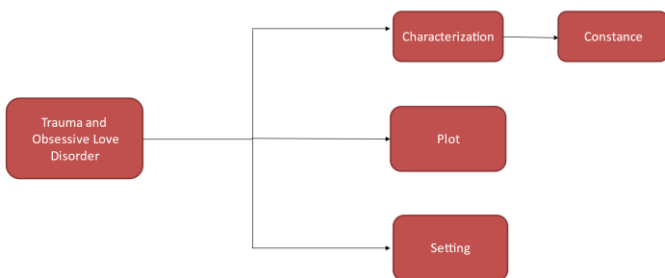 Characterization
Constance
Trauma and
Obsessive Love
Disorder
Plot
Setting